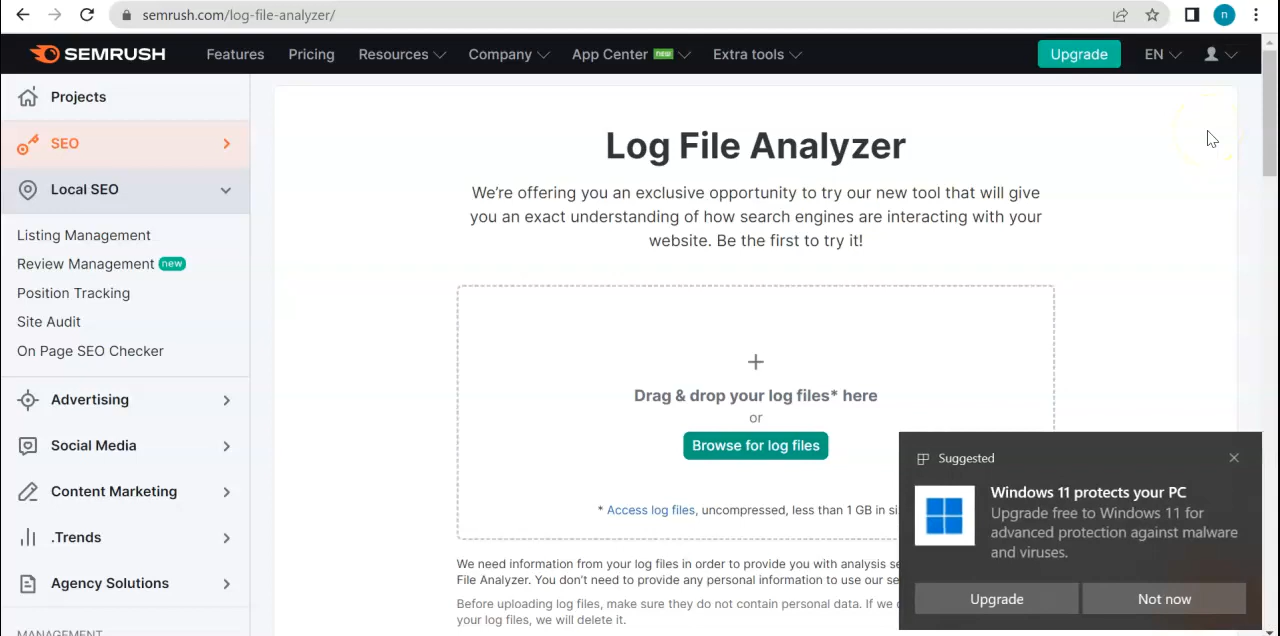 semrush.com/log-file-analyzer/
n
SEMRUSH Features Pricing Resources Company App Center new Extra tools Upgrade EN
Projects
SEO
Local SEO
Listing Management
Review Management new
Position Tracking
Site Audit
On Page SEO Checker
Advertising
Social Media
Content Marketing
.Trends
Agency Solutions
MANAGEMENT
Log File Analyzer
We’re offering you an exclusive opportunity to try our new tool that will give
you an exact understanding of how search engines are interacting with your
website. Be the first to try it!
Drag & drop your log files* here
or
Browse for log files
* Access log files, uncompressed, less than 1 GB in
We need information from your log files in order to provide you with analysis
File Analyzer. You don’t need to provide any personal information to use our
Before uploading log files, make sure they do not contain personal data. If we
your log files, we will delete it.
Suggested
Windows 11 protects your PC
Upgrade free to Windows 11 for
advanced protection against malware
and viruses.
Upgrade
Not now